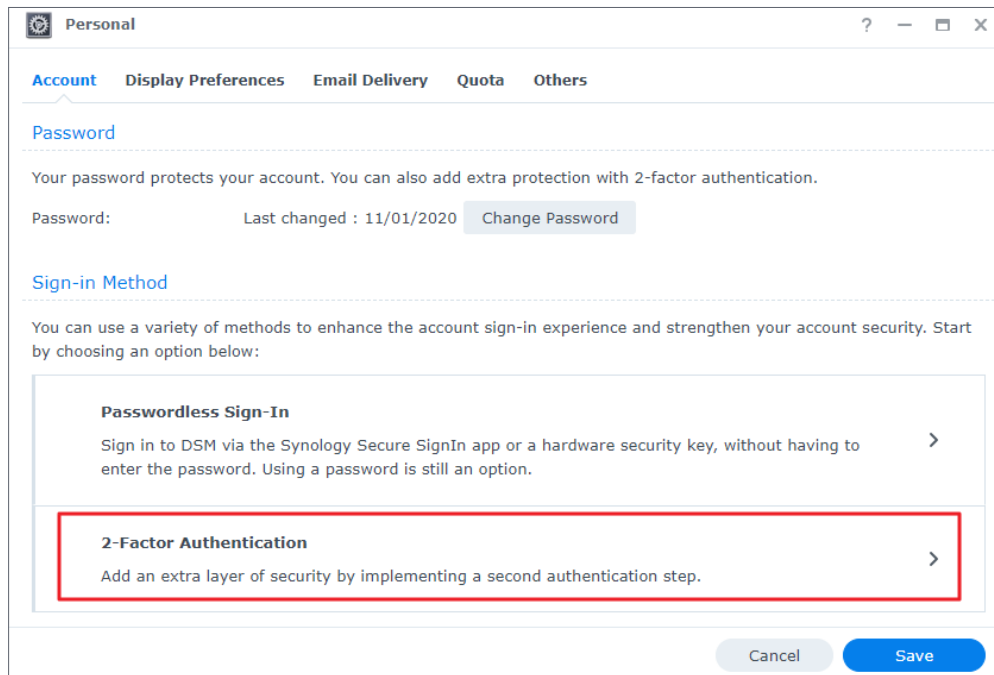 Personal
Account Display Preferences Email Delivery Quota Others
Password
Your password protects your account. You can also add extra protection with 2-factor authentication.
Password: Last changed : 11/01/2020 Change Password
Sign-in Method
You can use a variety of methods to enhance the account sign-in experience and strengthen your account security. Start
by choosing an option below:
Passwordless Sign-In
Sign in to DSM via the Synology Secure SignIn app or a hardware security key, without having to
enter the password. Using a password is still an option.
2-Factor Authentication
Add an extra layer of security by implementing a second authentication step.
Cancel Save